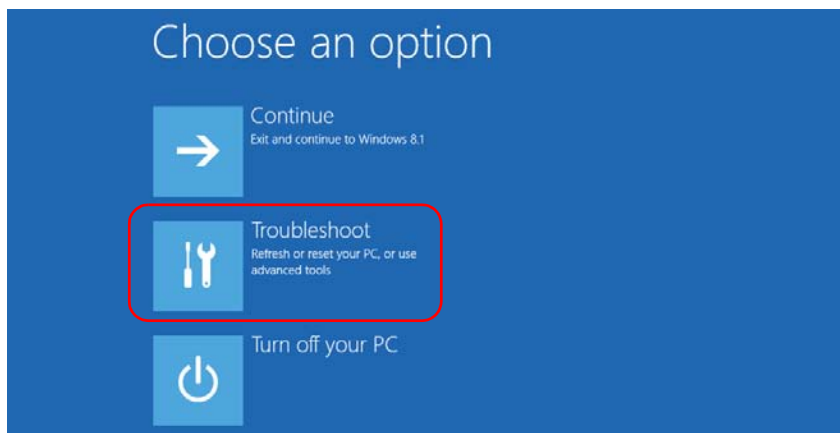 Choose an option
Continue
Exit and continue to Windows 8.1
Troubleshoot
Refresh or reset your PC, or use
advanced tools
Turn off your PC